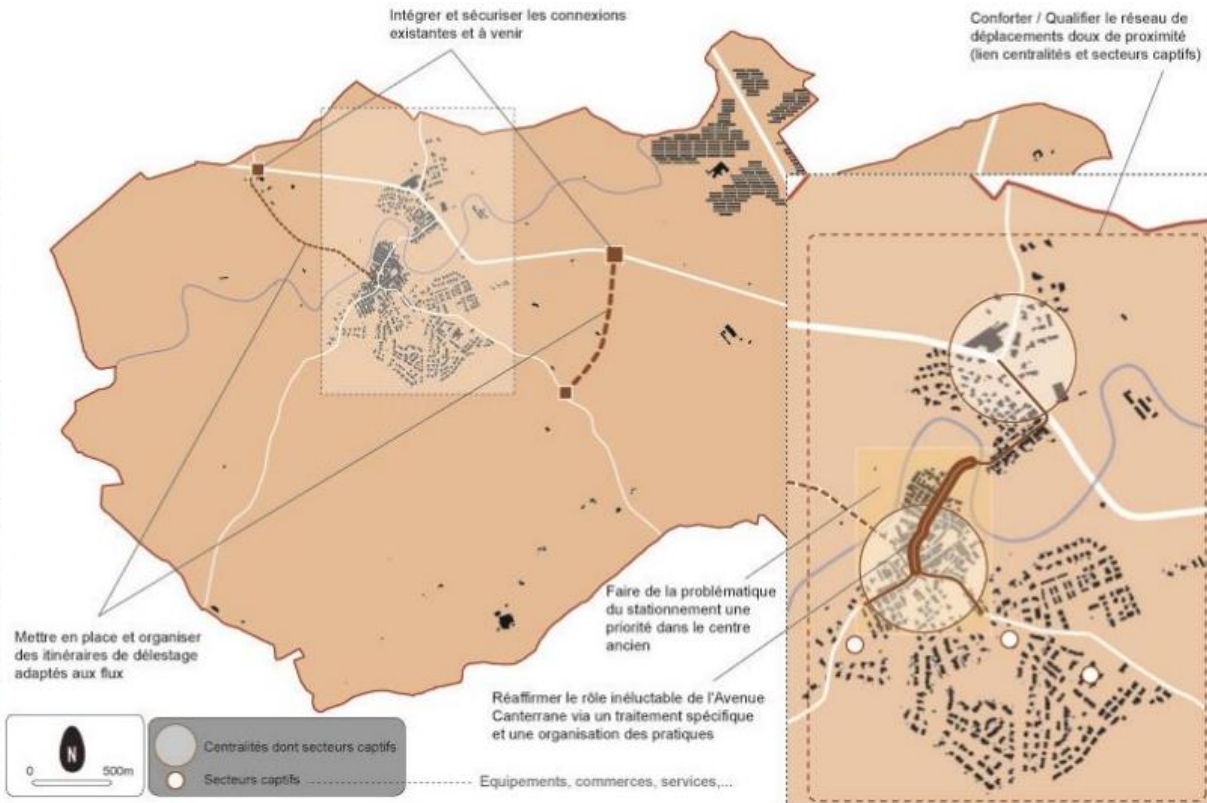 Intégrer et sécuriser les connexions
existantes et à venir
Conforter / Qualifier le réseau de
déplacements doux de proximité
(lien centralités et secteurs captifs)
Mettre en place et organiser
des itinéraires de délestage
adaptés aux flux
Faire de la problématique
du stationnement une
priorité dans le centre
ancien
Réaffirmer le rôle inéluctable de l'Avenue
Canterrane via un traitement spécifique
et une organisation des pratiques
N
0 500m
Centralités dont secteurs captifs
Secteurs captifs
Equipements, commerces, services,...